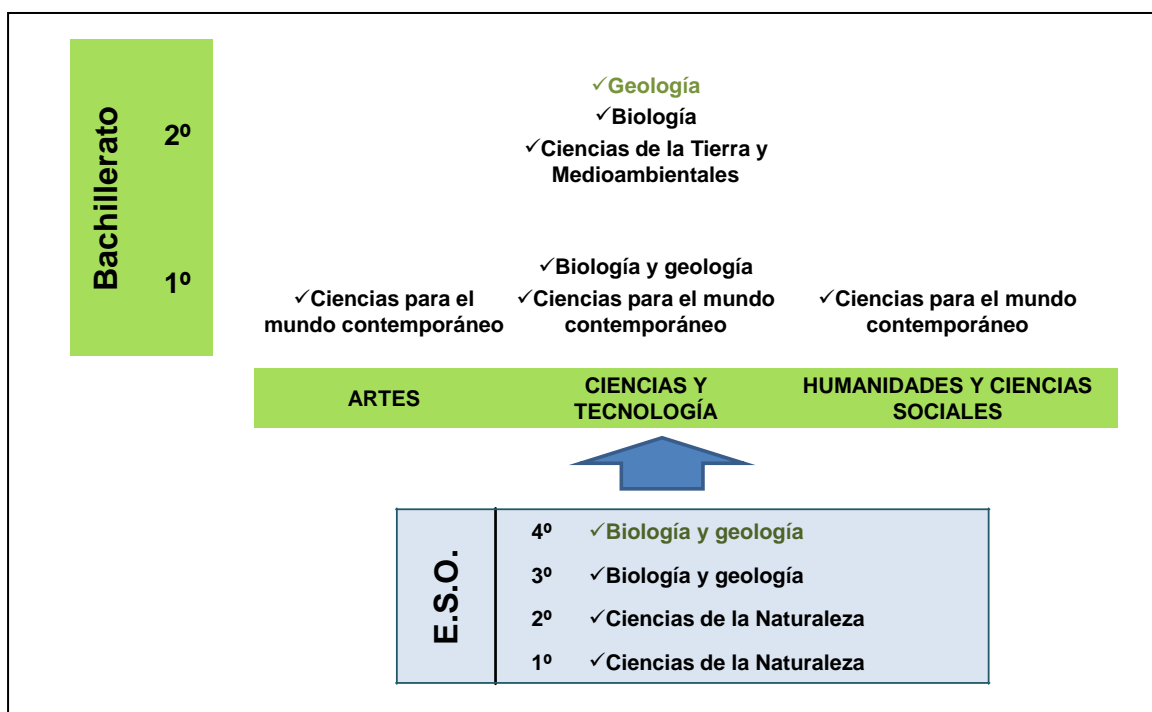 Bachillerato
2º
✓Geología
✓Biología
✓Ciencias de la Tierra y
Medioambientales
1º
✓Ciencias para el
mundo contemporáneo
✓Biología y geología
✓Ciencias para el mundo
contemporáneo
✓Ciencias para el mundo
contemporáneo
ARTES
CIENCIAS Y
TECNOLOGÍA
HUMANIDADES Y CIENCIAS
SOCIALES
E.S.O.
4º ✓Biología y geología
3º ✓Biología y geología
2º ✓Ciencias de la Naturaleza
1º ✓Ciencias de la Naturaleza